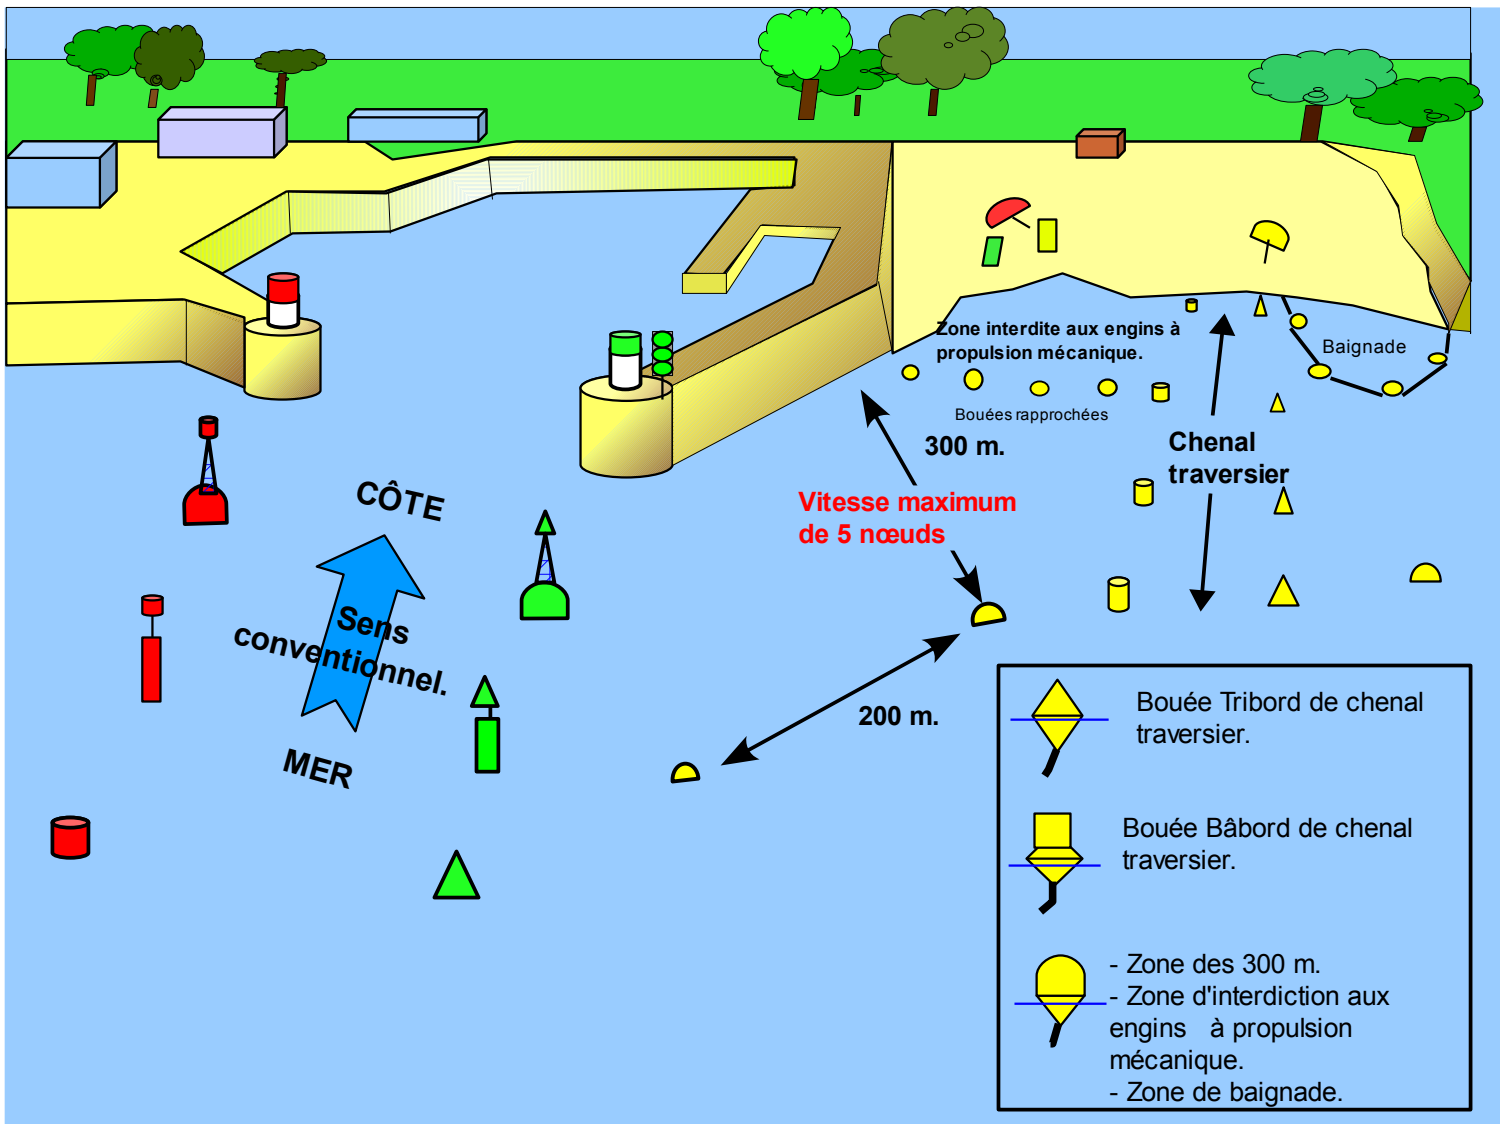 Zone interdite aux engins à
propulsion mécanique.
Baignade
Bouées rapprochées
300 m.
Chenal
traversier
Vitesse maximum
de 5 nœuds
CÔTE
Sens
conventionnel.
MER
200 m.
Bouée Tribord de chenal
traversier.
Bouée Bâbord de chenal
traversier.
- Zone des 300 m.
- Zone d'interdiction aux
engins à propulsion
mécanique.
- Zone de baignade.